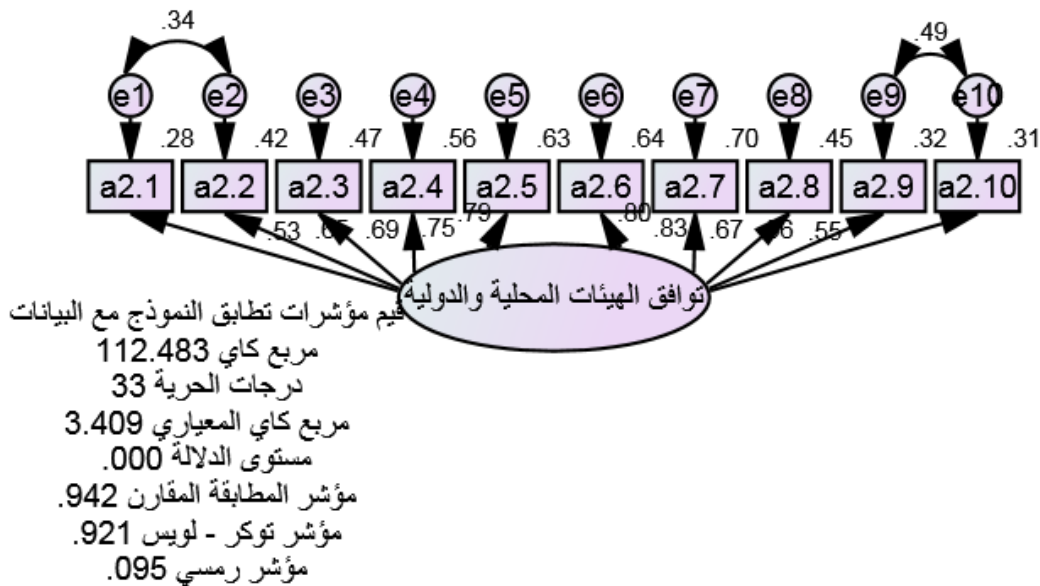 .34 .49
e1 e2 e3 e4 e5 e6 e7 e8 e9 e10
.28 .42 .47 .56 .63 .64 .70 .45 .32 .31
a2.1 a2.2 a2.3 a2.4 a2.5 a2.6 a2.7 a2.8 a2.9 a2.10
.53 .65 .69 .75 .79 .80 .83 .67 .55
توافق الهيئات المحلية والدولية
قيم مؤشرات تطابق النموذج مع البيانات
مربع كاي 112.483
درجات الحرية 33
مربع كاي المعياري 3.409
مستوى الدلالة .000
مؤشر المطابقة المقارن .942
مؤشر توكر - لويس .921
مؤشر رمسي .095